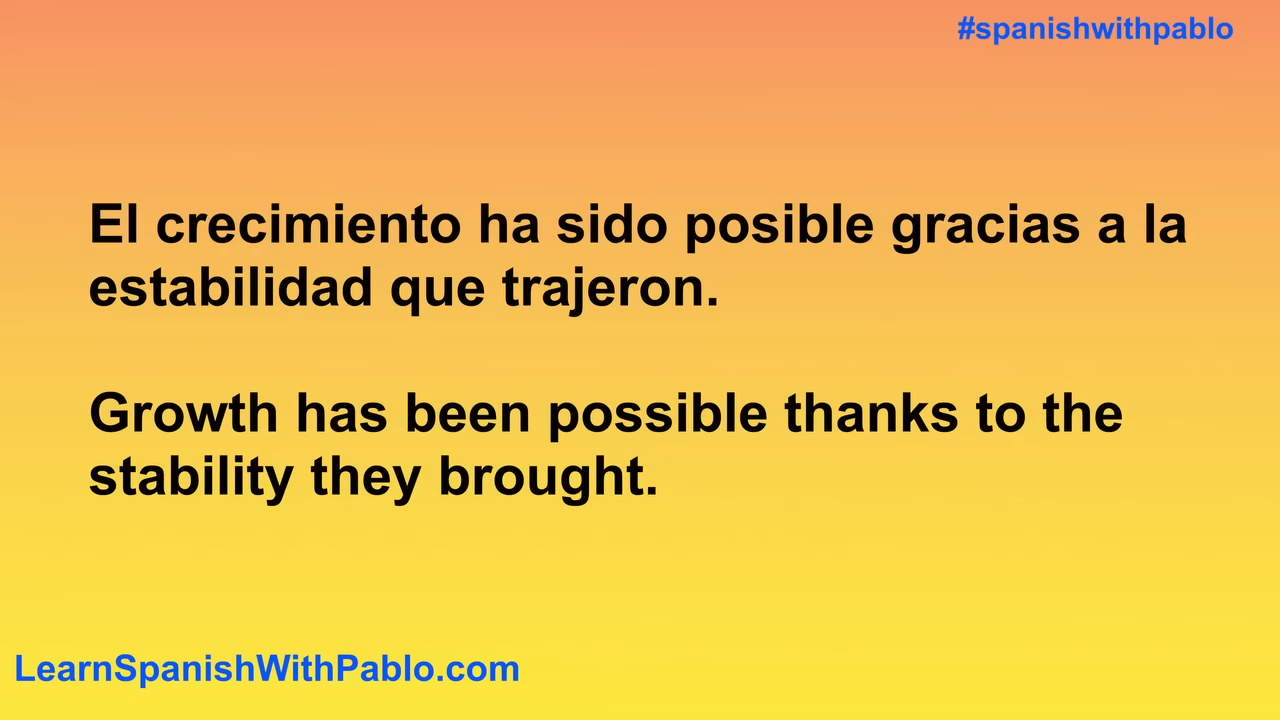 #spanishwithpablo
El crecimiento ha sido posible gracias a la
estabilidad que trajeron.
Growth has been possible thanks to the
stability they brought.
LearnSpanishWithPablo.com